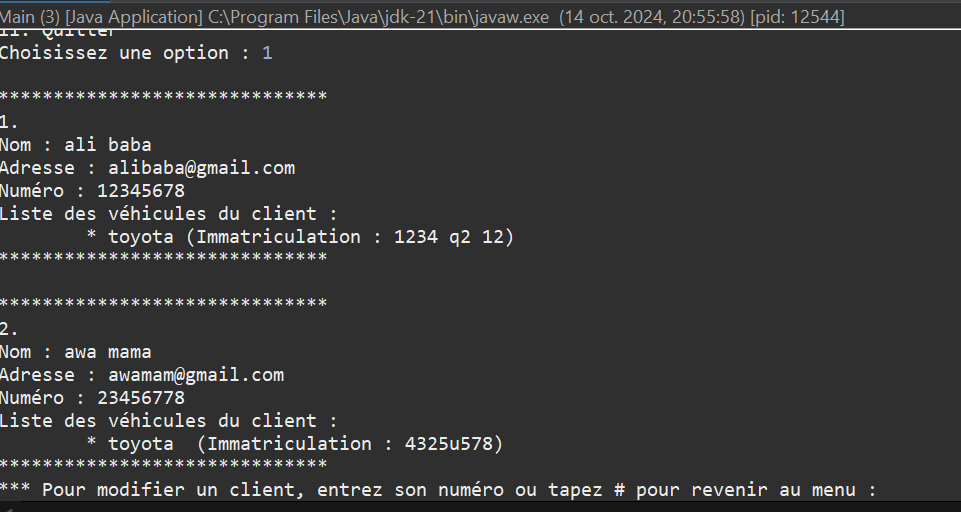 Main (3) [Java Application] C:\Program Files\Java\jdk-21\bin\javaw.exe (14 oct. 2024, 20:55:58) [pid: 12544]
11. Quitter
Choisissez une option : 1
******************************
1.
Nom : ali baba
Adresse : alibaba@gmail.com
Numéro : 12345678
Liste des véhicules du client :
* toyota (Immatriculation : 1234 q2 12)
******************************
******************************
2.
Nom : awa mama
Adresse : awamam@gmail.com
Numéro : 23456778
Liste des véhicules du client :
* toyota  (Immatriculation : 4325u578)
******************************
*** Pour modifier un client, entrez son numéro ou tapez # pour revenir au menu :